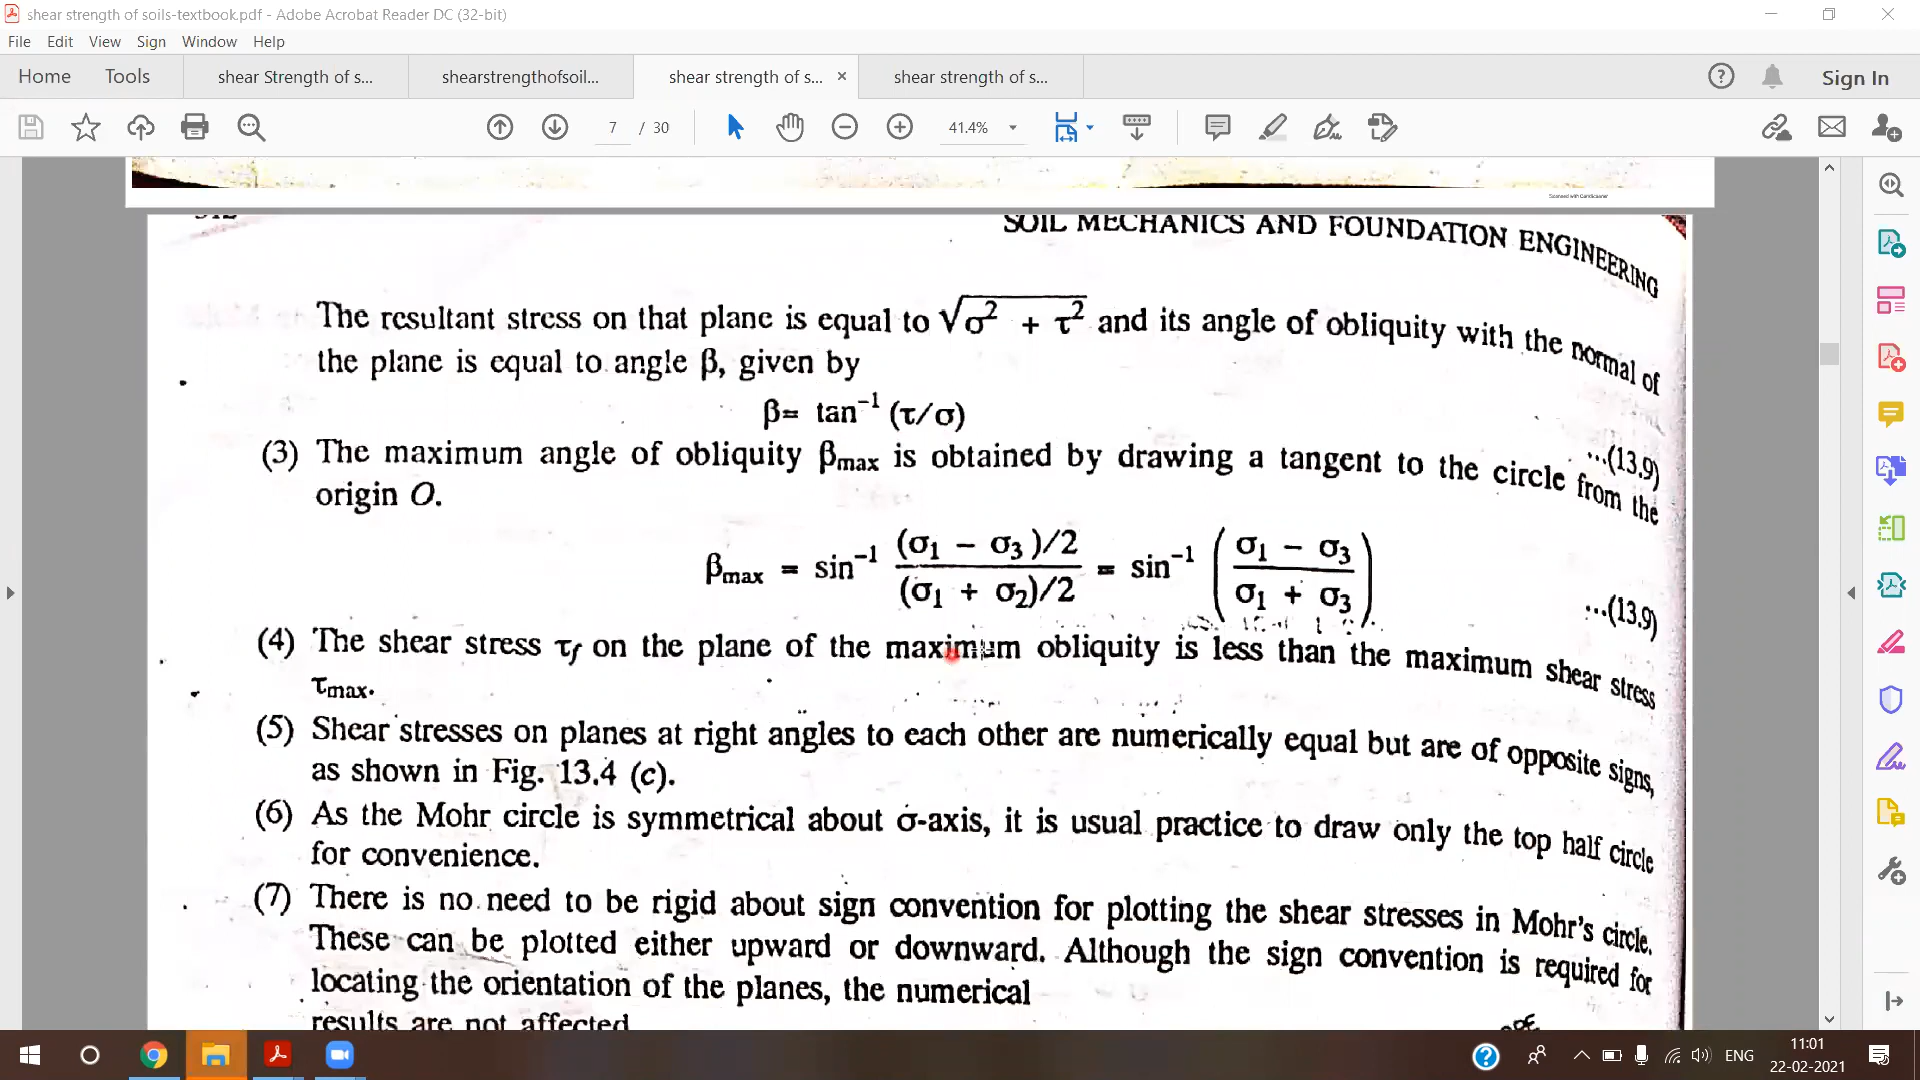 shear strength of soils-textbook.pdf - Adobe Acrobat Reader DC (32-bit)
File Edit View Sign Window Help
Home Tools shear Strength of s... shearstrengthofsoil... shear strength of s... × shear strength of s... Sign In
7 / 30 41.4%
Scanned with CamScanner
SOIL MECHANICS AND FOUNDATION ENGINEERING
The resultant stress on that plane is equal to √σ² + τ² and its angle of obliquity with the normal of
the plane is equal to angle β, given by
β= tan⁻¹ (τ/σ)
...(13.9)
(3) The maximum angle of obliquity βmax is obtained by drawing a tangent to the circle from the
origin O.
βmax = sin⁻¹ (σ₁ − σ₃)/2 / (σ₁ + σ₂)/2 = sin⁻¹ (σ₁ − σ₃ / σ₁ + σ₃)
...(13.9)
(4) The shear stress τf on the plane of the maximum obliquity is less than the maximum shear stress
τmax.
(5) Shear stresses on planes at right angles to each other are numerically equal but are of opposite signs,
as shown in Fig. 13.4 (c).
(6) As the Mohr circle is symmetrical about σ-axis, it is usual practice to draw only the top half circle
for convenience.
(7) There is no need to be rigid about sign convention for plotting the shear stresses in Mohr's circle.
These can be plotted either upward or downward. Although the sign convention is required for
locating the orientation of the planes, the numerical
results are not affected
ENG
11:01
22-02-2021